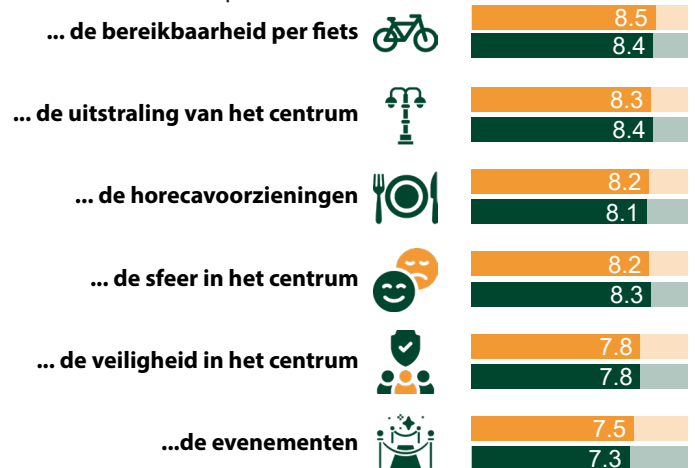 ... de bereikbaarheid per fiets
8.5
8.4
... de uitstraling van het centrum
8.3
8.4
... de horecavoorzieningen
8.2
8.1
... de sfeer in het centrum
8.2
8.3
... de veiligheid in het centrum
7.8
7.8
...de evenementen
7.5
7.3